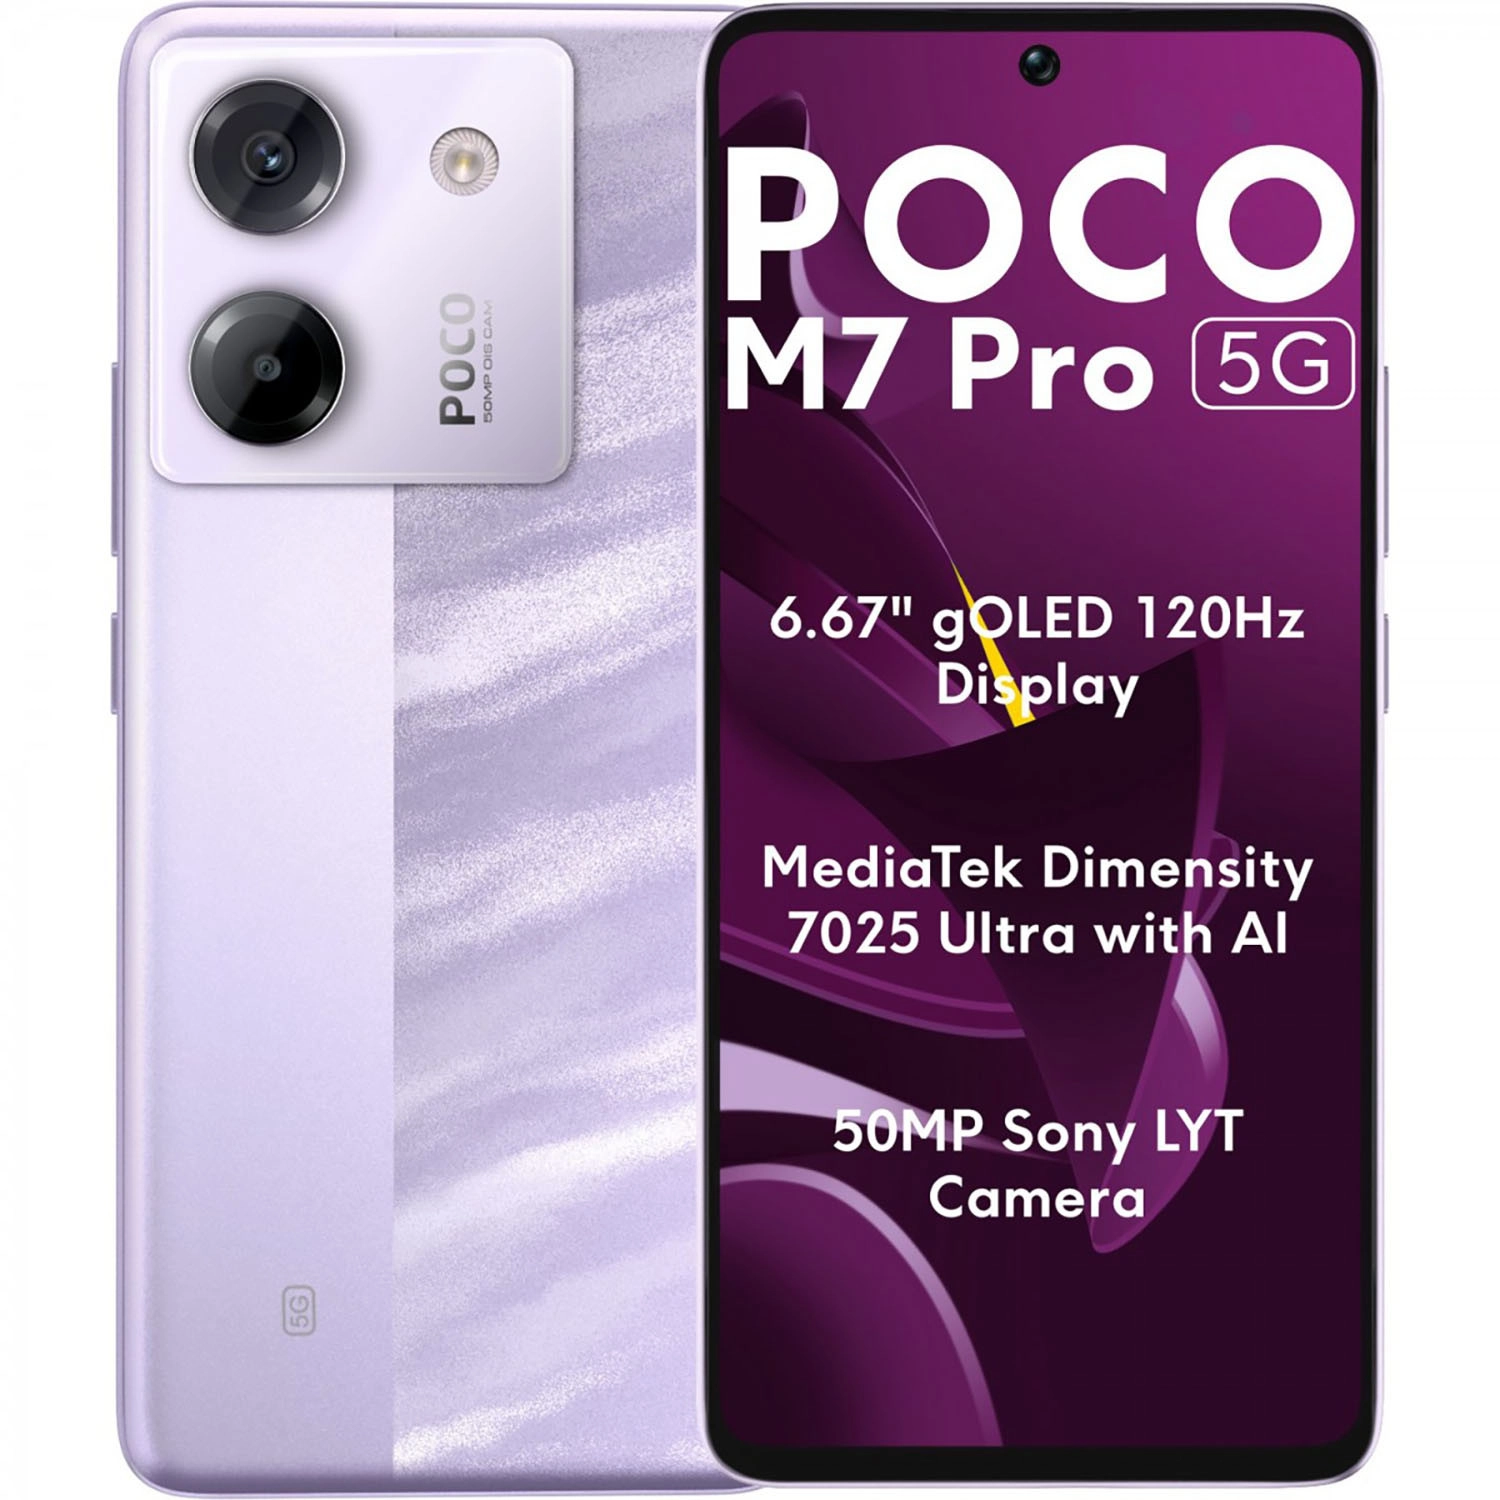 POCO
50MP OIS CAM
5G
POCO
M7 Pro 5G
6.67" gOLED 120Hz
Display
MediaTek Dimensity
7025 Ultra with AI
50MP Sony LYT
Camera